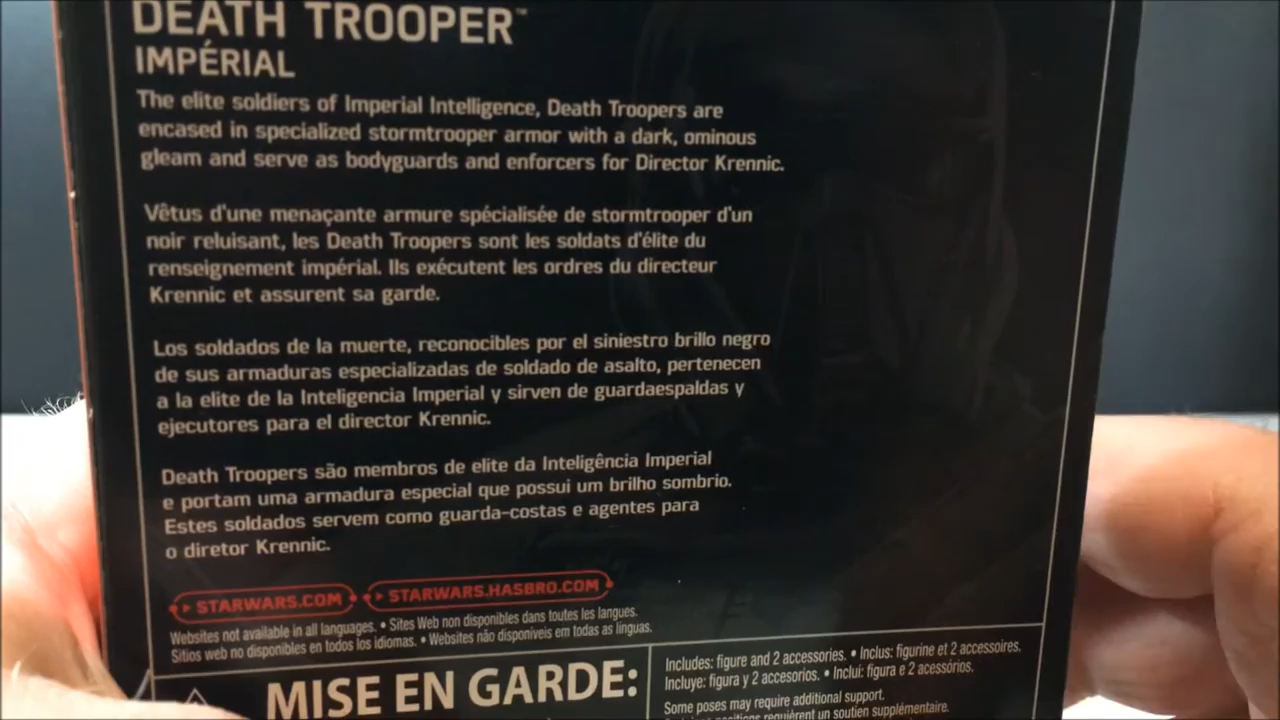 DEATH TROOPER™
IMPÉRIAL
The elite soldiers of Imperial Intelligence, Death Troopers are
encased in specialized stormtrooper armor with a dark, ominous
gleam and serve as bodyguards and enforcers for Director Krennic.
Vêtus d'une menaçante armure spécialisée de stormtrooper d'un
noir reluisant, les Death Troopers sont les soldats d'élite du
renseignement impérial. Ils exécutent les ordres du directeur
Krennic et assurent sa garde.
Los soldados de la muerte, reconocibles por el siniestro brillo negro
de sus armaduras especializadas de soldado de asalto, pertenecen
a la elite de la Inteligencia Imperial y sirven de guardaespaldas y
ejecutores para el director Krennic.
Death Troopers são membros de elite da Inteligência Imperial
e portam uma armadura especial que possui um brilho sombrio.
Estes soldados servem como guarda-costas e agentes para
o diretor Krennic.
STARWARS.COM STARWARS.HASBRO.COM
Websites not available in all languages. • Sites Web non disponibles dans toutes les langues.
Sitios web no disponibles en todos los idiomas. • Websites não disponíveis em todas as línguas.
MISE EN GARDE:
Includes: figure and 2 accessories. • Inclus: figurine et 2 accessoires.
Incluye: figura y 2 accesorios. • Inclui: figura e 2 acessórios.
Some poses may require additional support.
positions requièrent un soutien supplémentaire.